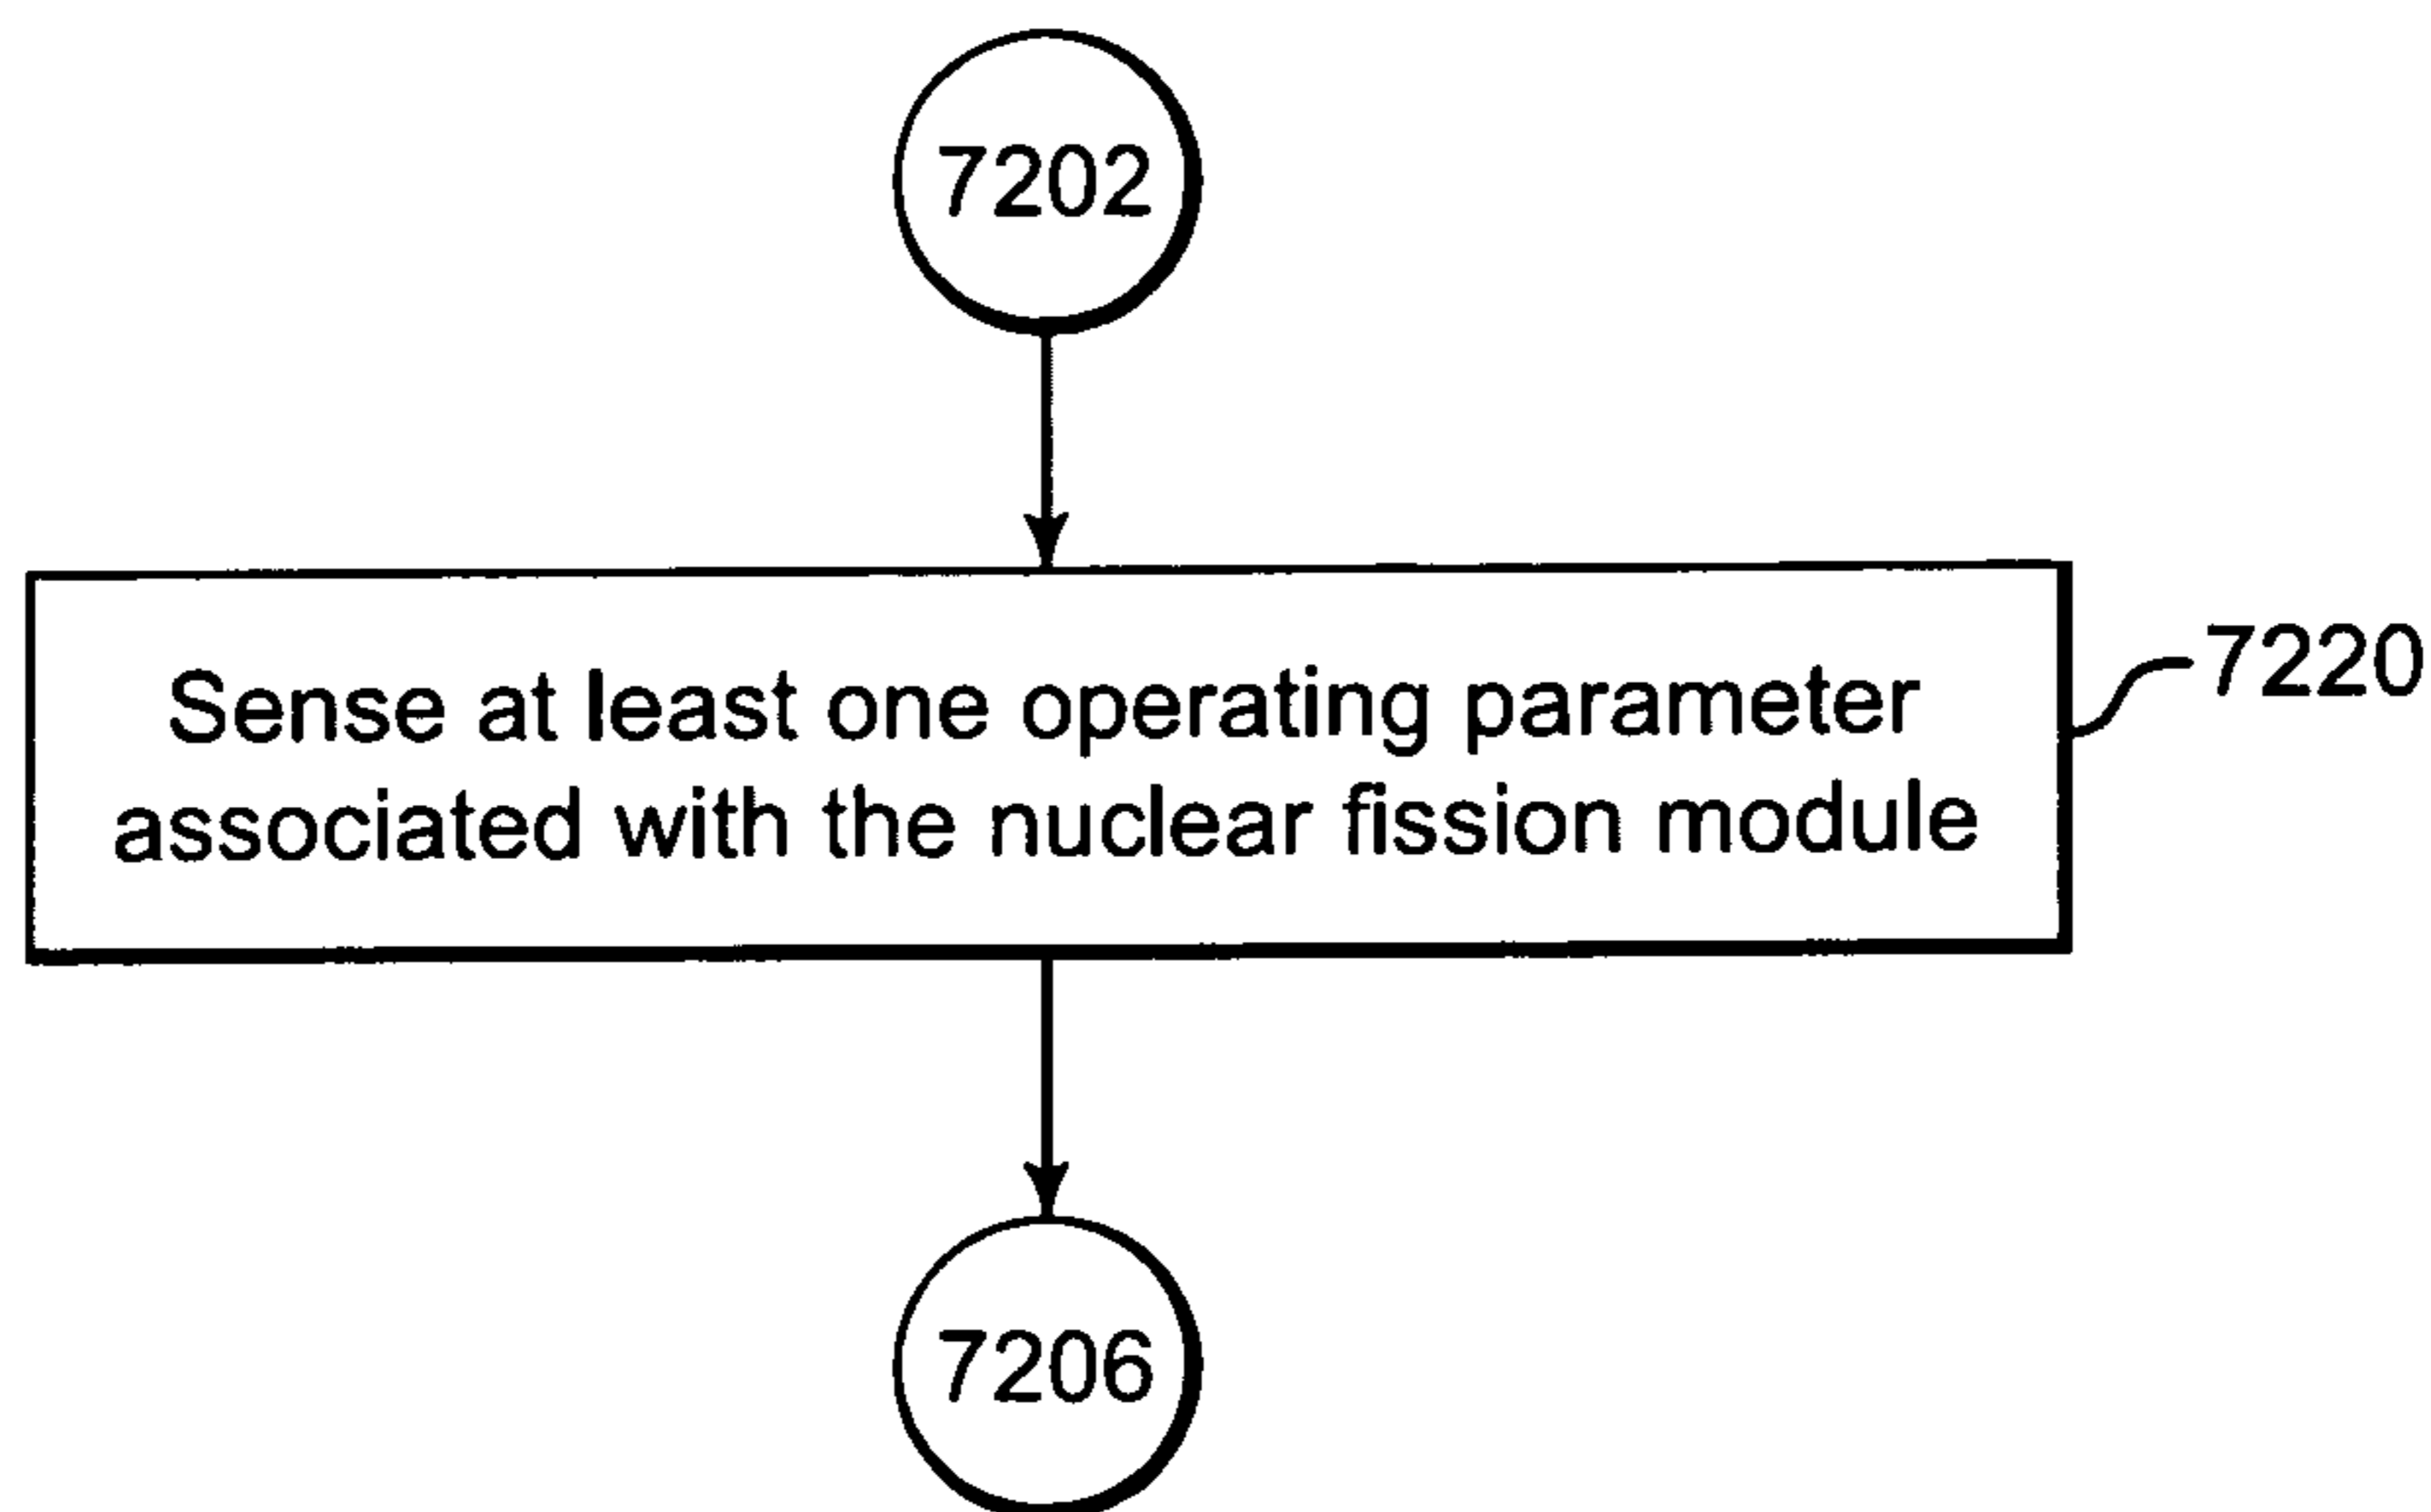 7202
Sense at least one operating parameter
associated with the nuclear fission module
7220
7206